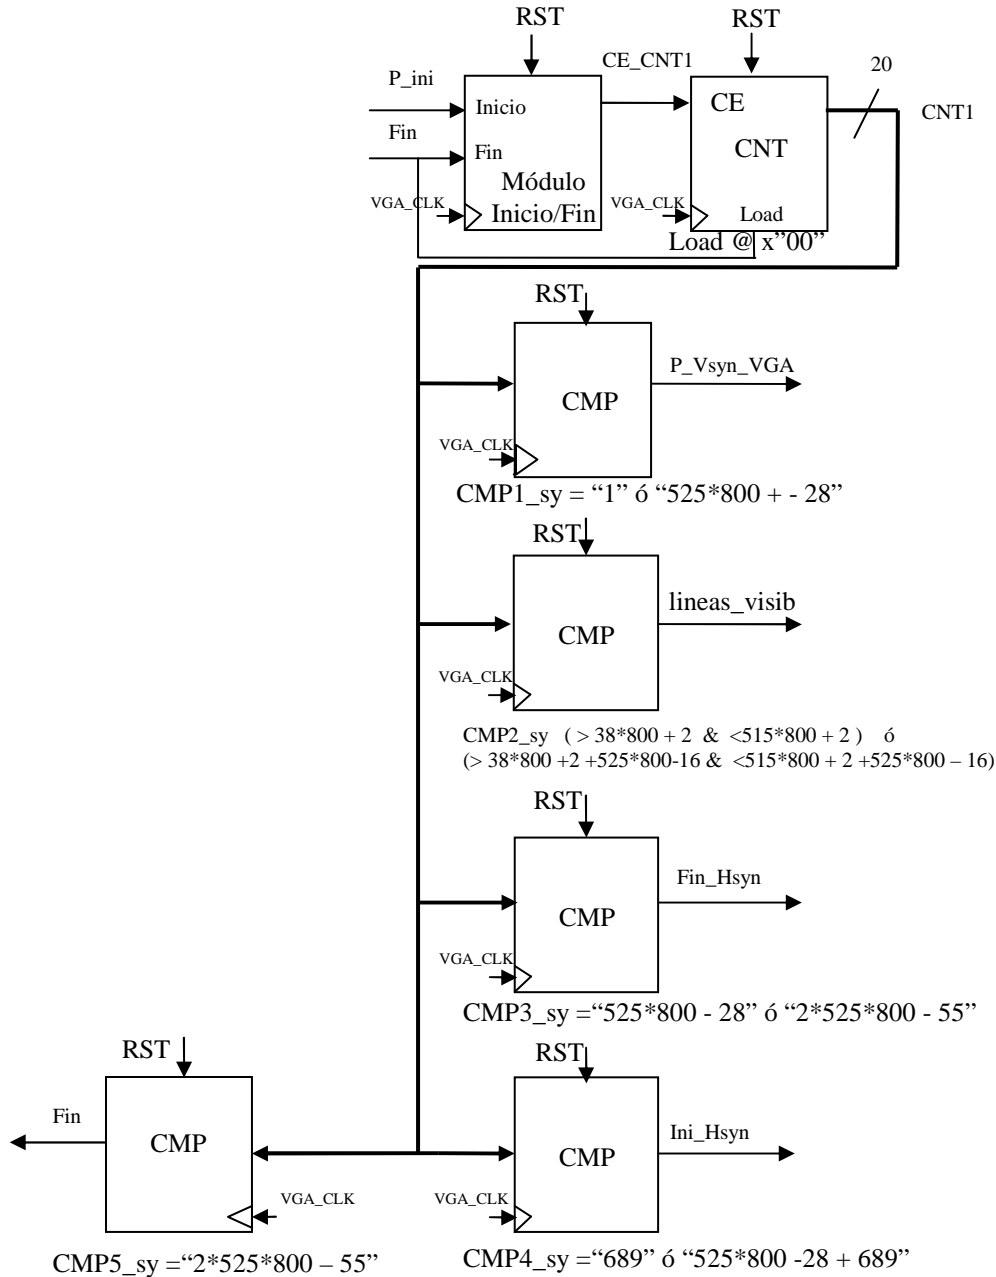 RST
RST
P_ini
CE_CNT1
20
Inicio
CE
CNT1
Fin
Fin
CNT
Módulo
Inicio/Fin
VGA_CLK
VGA_CLK
Load
Load @ x"00"
RST
P_Vsyn_VGA
CMP
VGA_CLK
CMP1_sy = “1” ó “525*800 + - 28”
RST
lineas_visib
CMP
VGA_CLK
CMP2_sy ( > 38*800 + 2 & <515*800 + 2 ) ó
(> 38*800 +2 +525*800-16 & <515*800 + 2 +525*800 – 16)
RST
Fin_Hsyn
CMP
VGA_CLK
CMP3_sy =“525*800 - 28” ó “2*525*800 - 55”
RST
RST
Fin
CMP
Ini_Hsyn
CMP
VGA_CLK
VGA_CLK
CMP5_sy =“2*525*800 – 55”
CMP4_sy =“689” ó “525*800 -28 + 689”